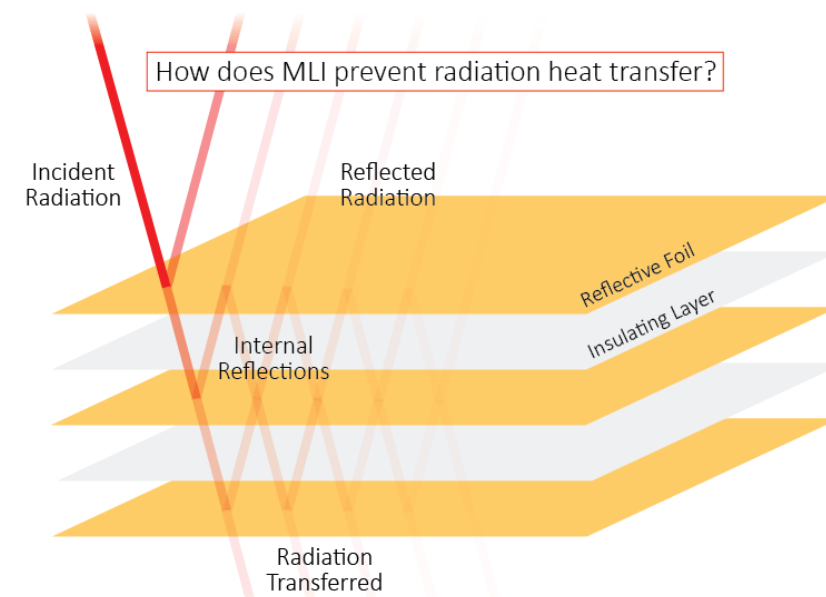 How does MLI prevent radiation heat transfer?
Incident
Radiation
Reflected
Radiation
Reflective Foil
Insulating Layer
Internal
Reflections
Radiation
Transferred